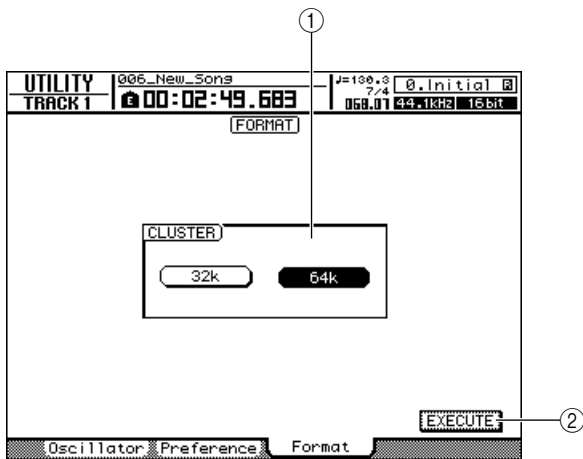 ①
UTILITY
TRACK 1
006_New_Song
E 00:02:49.683
♩=130.3
7/4
068.01
0.Initial R
44.1kHz 16bit
FORMAT
CLUSTER
32k 64k
EXECUTE ②
Oscillator Preference Format